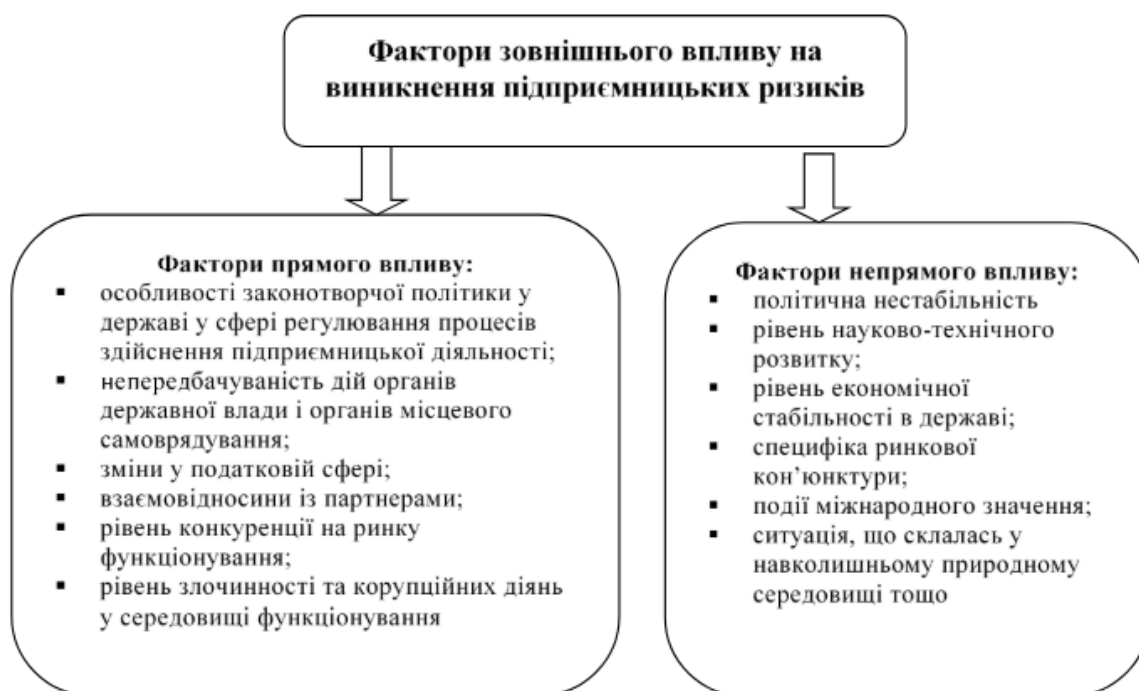 Фактори зовнішнього впливу на
виникнення підприємницьких ризиків
Фактори прямого впливу:
▪ особливості законотворчої політики у
державі у сфері регулювання процесів
здійснення підприємницької діяльності;
▪ непередбачуваність дій органів
державної влади і органів місцевого
самоврядування;
▪ зміни у податковій сфері;
▪ взаємовідносини із партнерами;
▪ рівень конкуренції на ринку
функціонування;
▪ рівень злочинності та корупційних діянь
у середовищі функціонування
Фактори непрямого впливу:
▪ політична нестабільність
▪ рівень науково-технічного
розвитку;
▪ рівень економічної
стабільності в державі;
▪ специфіка ринкової
кон’юнктури;
▪ події міжнародного значення;
▪ ситуація, що склалась у
навколишньому природному
середовищі тощо